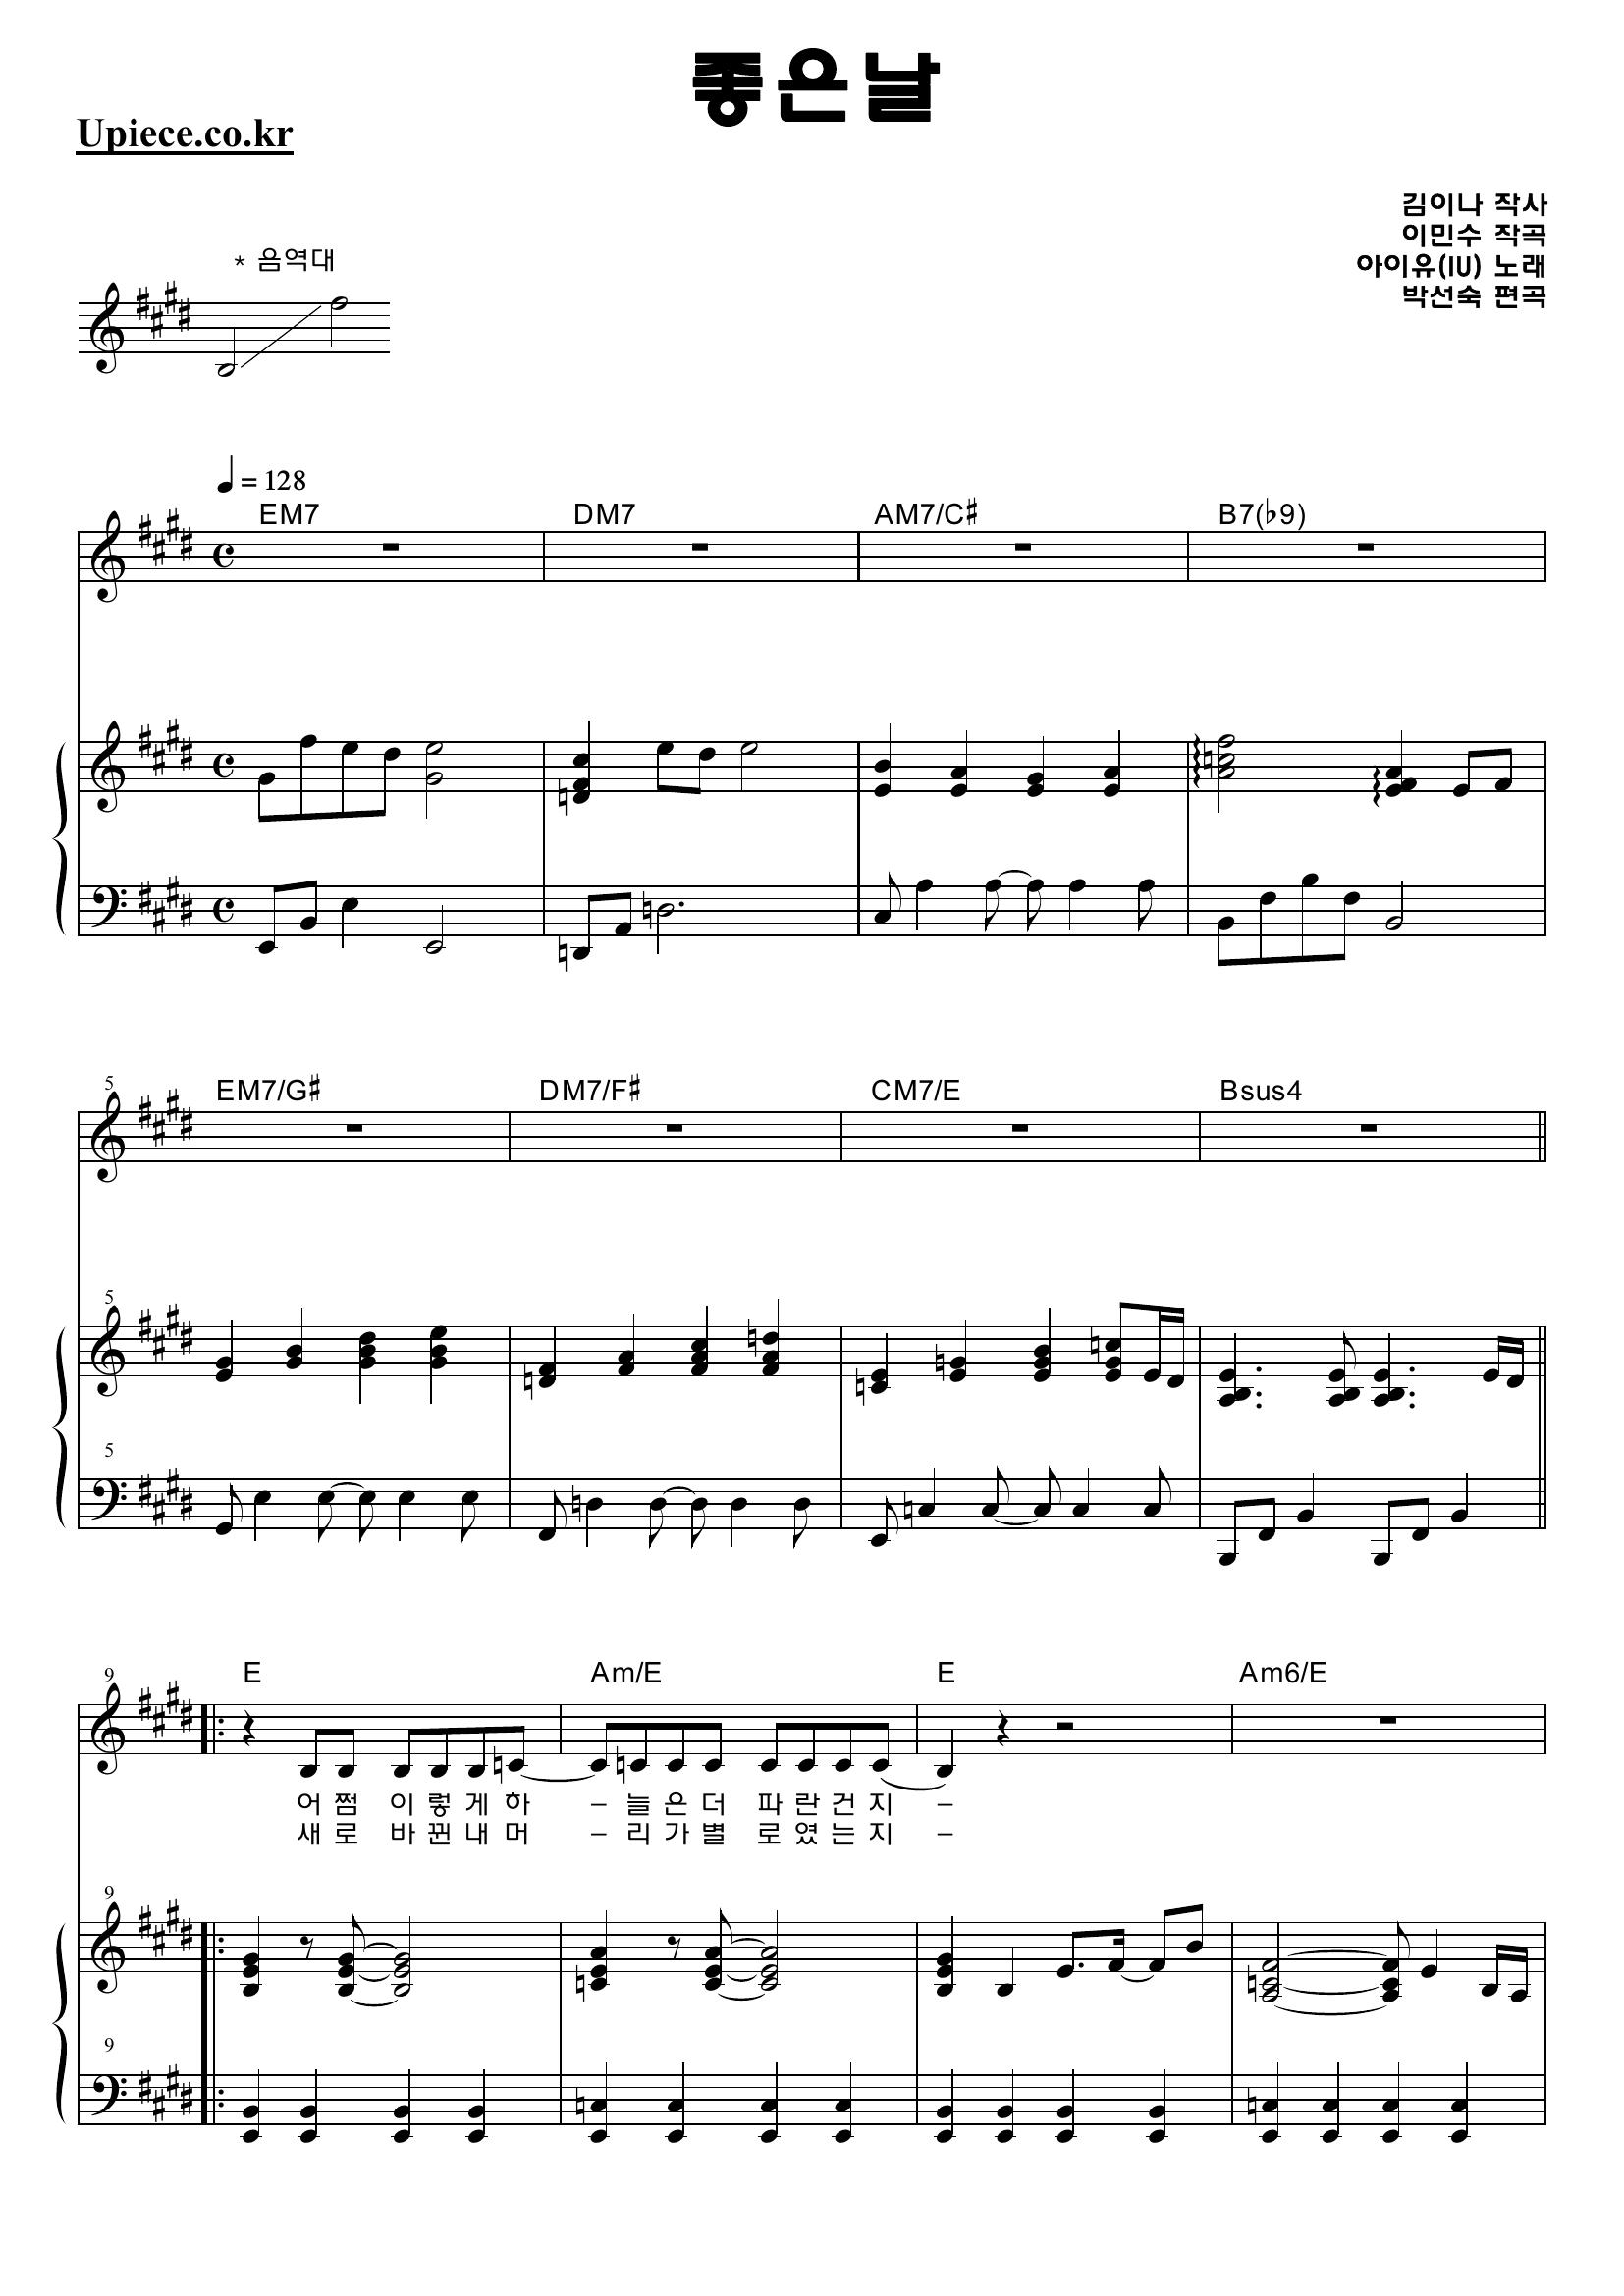 좋은날
Upiece.co.kr
김이나 작사
이민수 작곡
아이유(IU) 노래
박선숙 편곡
* 음역대
♩ = 128
EM7 DM7 AM7/C♯ B7(♭9)
5 EM7/G♯ DM7/F♯ CM7/E Bsus4
5
5
9 E Am/E E Am6/E
어 쩜 이 렇 게 하 – 늘 은 더 파 란 건 지 –
새 로 바 뀐 내 머 – 리 가 별 로 였 는 지 –
9
9